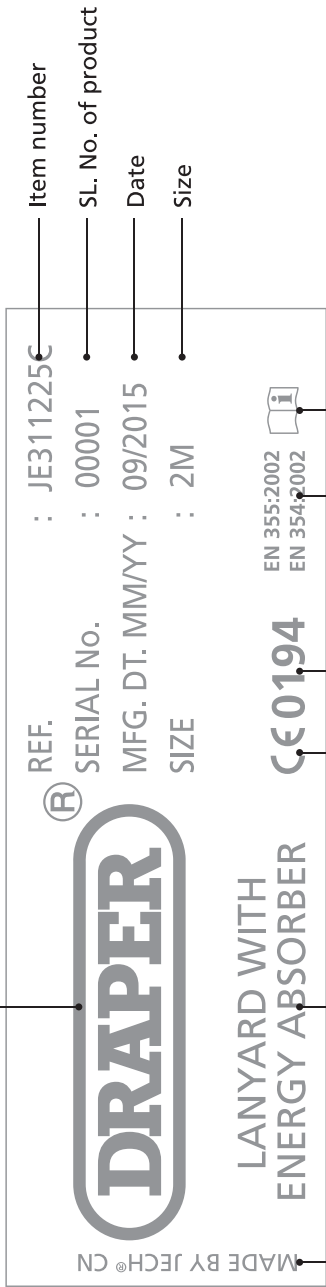 DRAPER®
REF. : JE311225C
SERIAL No. : 00001
MFG. DT. MM/YY : 09/2015
SIZE : 2M
LANYARD WITH
ENERGY ABSORBER
CE 0194
EN 355:2002
EN 354:2002
i
MADE BY JECH® CN
Item number
SL. No. of product
Date
Size